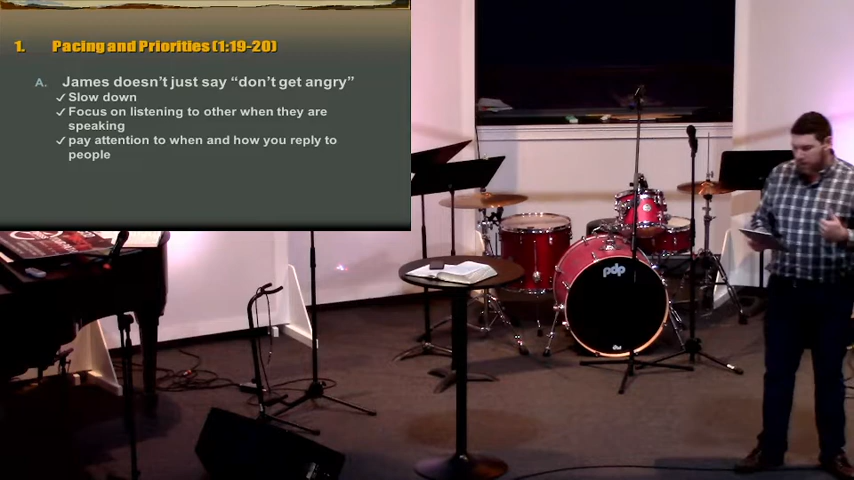 1. Pacing and Priorities (1:19-20)
A. James doesn't just say "don't get angry"
✓ Slow down
✓ Focus on listening to other when they are
speaking
✓ pay attention to when and how you reply to
people
pdp